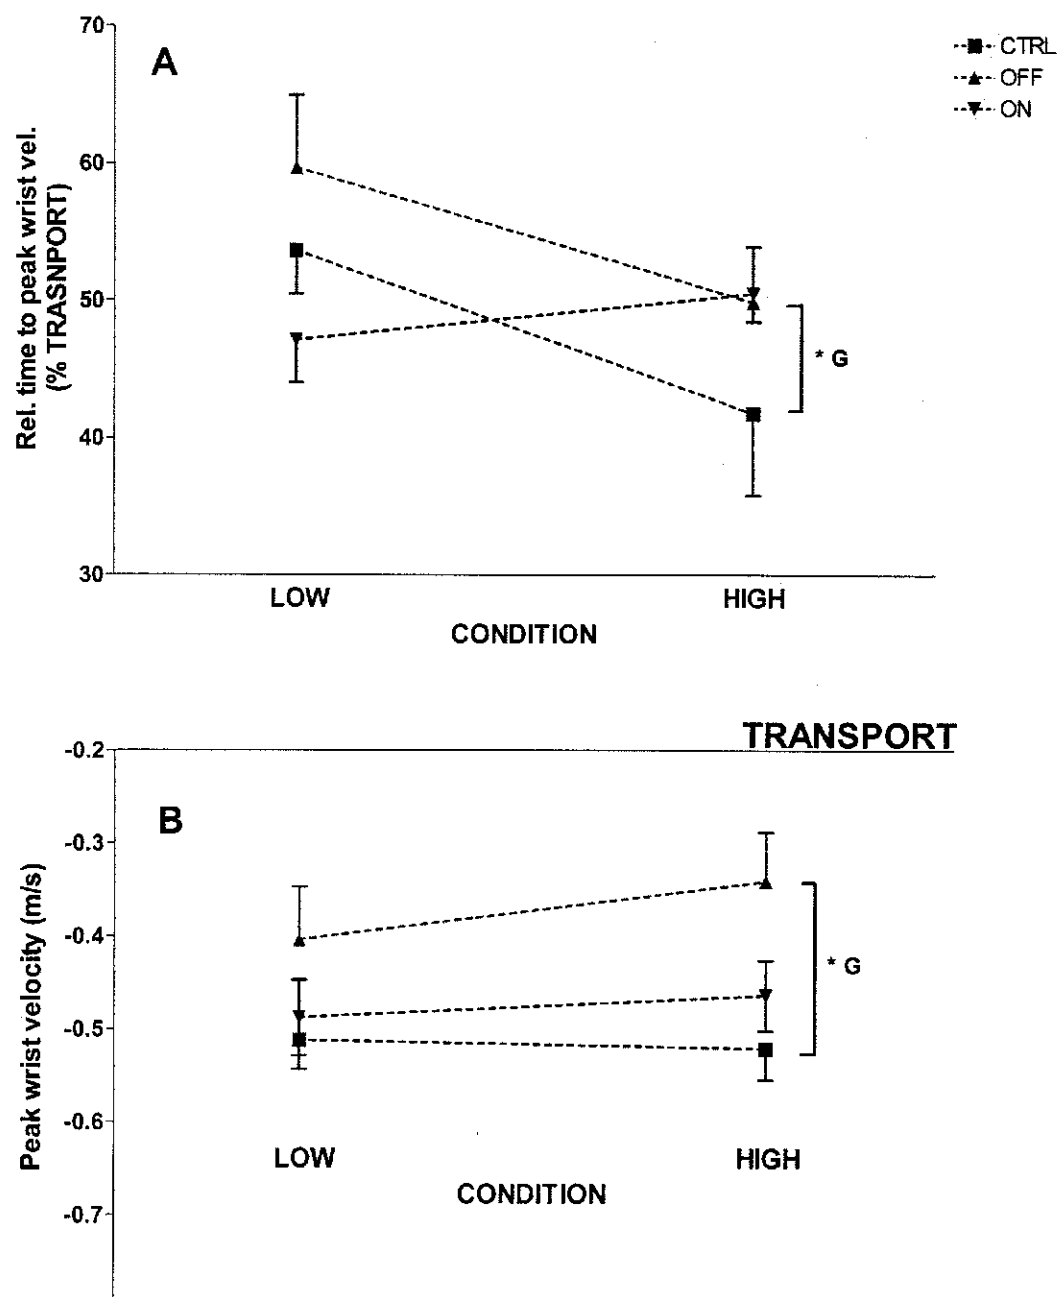 70
A
CTRL
OFF
ON
Rel. time to peak wrist vel.
(% TRASNPORT)
60
50
* G
40
30
LOW
HIGH
CONDITION
TRANSPORT
-0.2
B
-0.3
Peak wrist velocity (m/s)
-0.4
* G
-0.5
-0.6
LOW
HIGH
CONDITION
-0.7